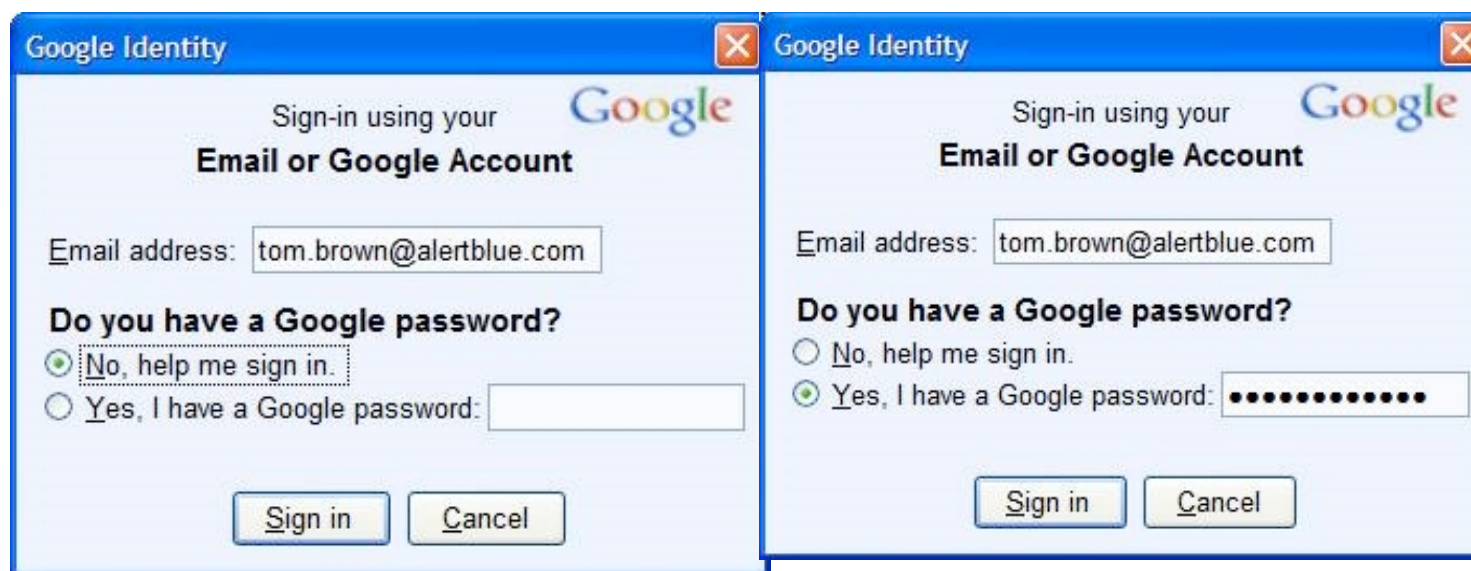 Google Identity
Sign-in using your
Google
Email or Google Account
Email address: tom.brown@alertblue.com
Do you have a Google password?
No, help me sign in.
Yes, I have a Google password:
Sign in
Cancel
Google Identity
Sign-in using your
Google
Email or Google Account
Email address: tom.brown@alertblue.com
Do you have a Google password?
No, help me sign in.
Yes, I have a Google password: ●●●●●●●●●●●●
Sign in
Cancel